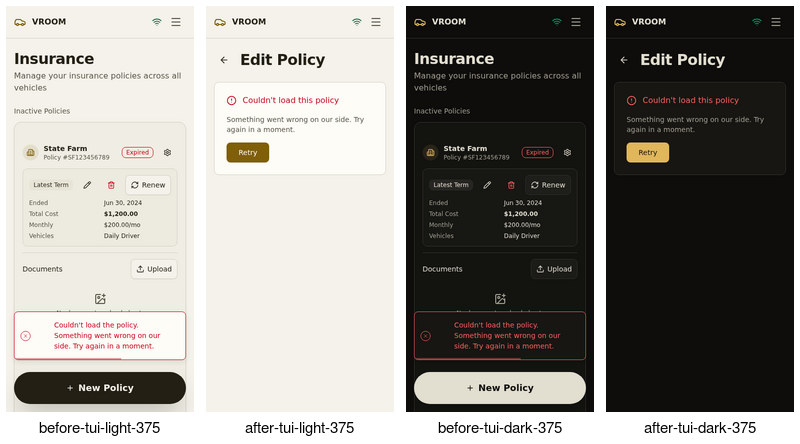 VROOM
Insurance
Manage your insurance policies across all
vehicles
Inactive Policies
State Farm
Policy #SF123456789
Expired
Latest Term
Renew
Ended Jun 30, 2024
Total Cost $1,200.00
Monthly $200.00/mo
Vehicles Daily Driver
Documents
Upload
Couldn't load the policy.
Something went wrong on our
side. Try again in a moment.
+ New Policy
before-tui-light-375
VROOM
Edit Policy
Couldn't load this policy
Something went wrong on our side. Try
again in a moment.
Retry
after-tui-light-375
VROOM
Insurance
Manage your insurance policies across all
vehicles
Inactive Policies
State Farm
Policy #SF123456789
Expired
Latest Term
Renew
Ended Jun 30, 2024
Total Cost $1,200.00
Monthly $200.00/mo
Vehicles Daily Driver
Documents
Upload
Couldn't load the policy.
Something went wrong on our
side. Try again in a moment.
+ New Policy
before-tui-dark-375
VROOM
Edit Policy
Couldn't load this policy
Something went wrong on our side. Try
again in a moment.
Retry
after-tui-dark-375